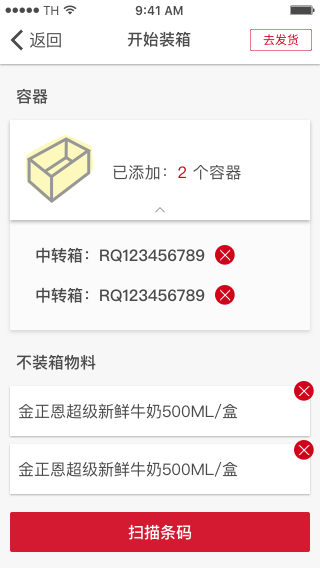 TH 9:41 AM
返回 开始装箱 去发货
容器
已添加：2 个容器
中转箱：RQ123456789
中转箱：RQ123456789
不装箱物料
金正恩超级新鲜牛奶500ML/盒
金正恩超级新鲜牛奶500ML/盒
扫描条码